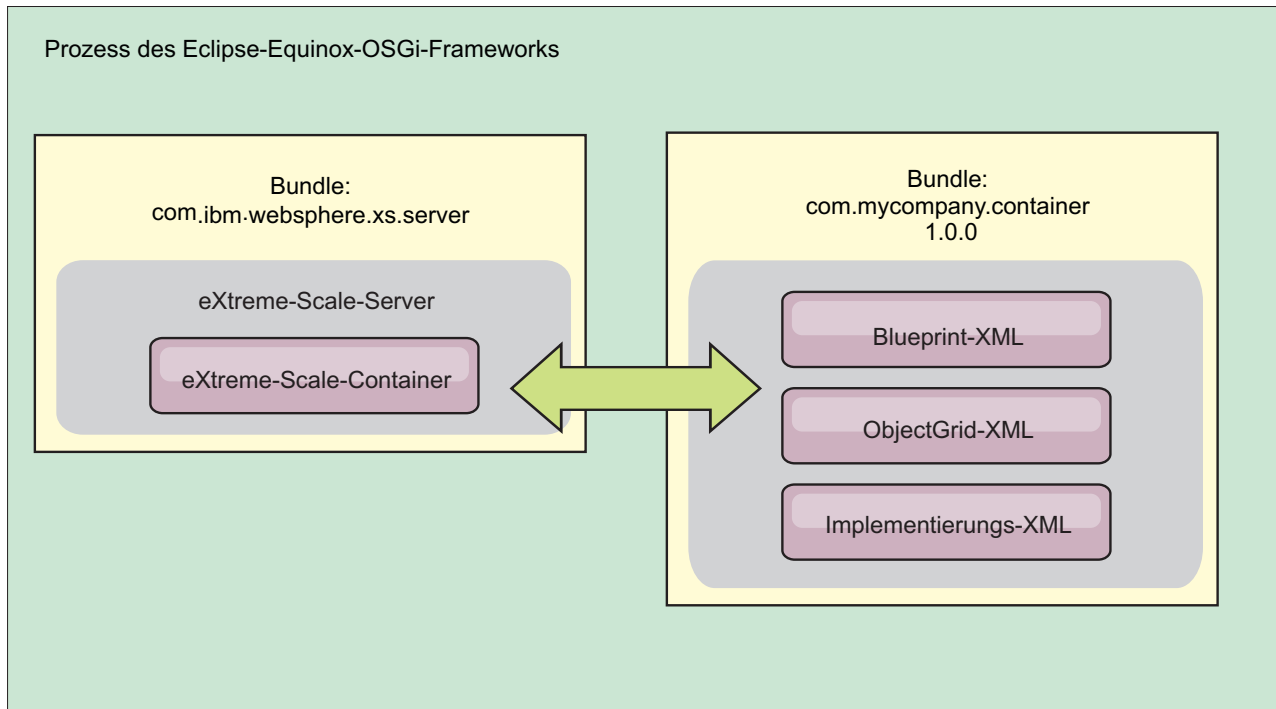 Prozess des Eclipse-Equinox-OSGi-Frameworks
Bundle:
com.ibm.websphere.xs.server
eXtreme-Scale-Server
eXtreme-Scale-Container
Bundle:
com.mycompany.container
1.0.0
Blueprint-XML
ObjectGrid-XML
Implementierungs-XML